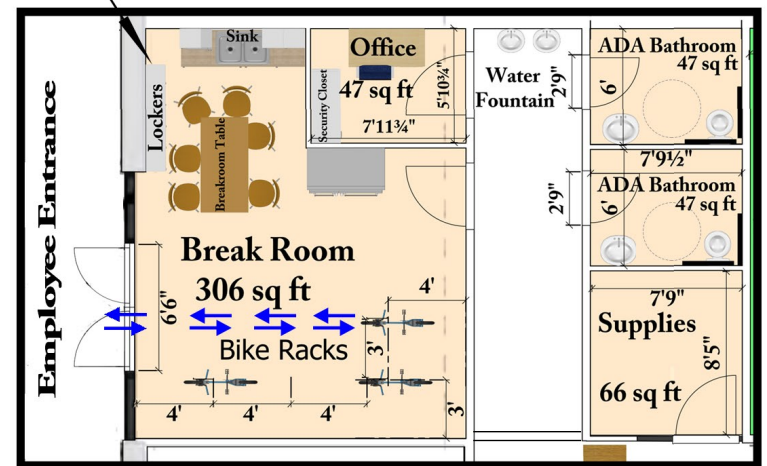 Employee Entrance
Lockers
Sink
Breakroom Table
Office
47 sq ft
Security Closet
5'10¾"
7'11¾"
Water
Fountain
2'9"
6'
ADA Bathroom
47 sq ft
7'9½"
2'9"
6'
ADA Bathroom
47 sq ft
Break Room
306 sq ft
6'6"
Bike Racks
4'
3'
4'
4'
4'
3'
7'9"
Supplies
8'5"
66 sq ft